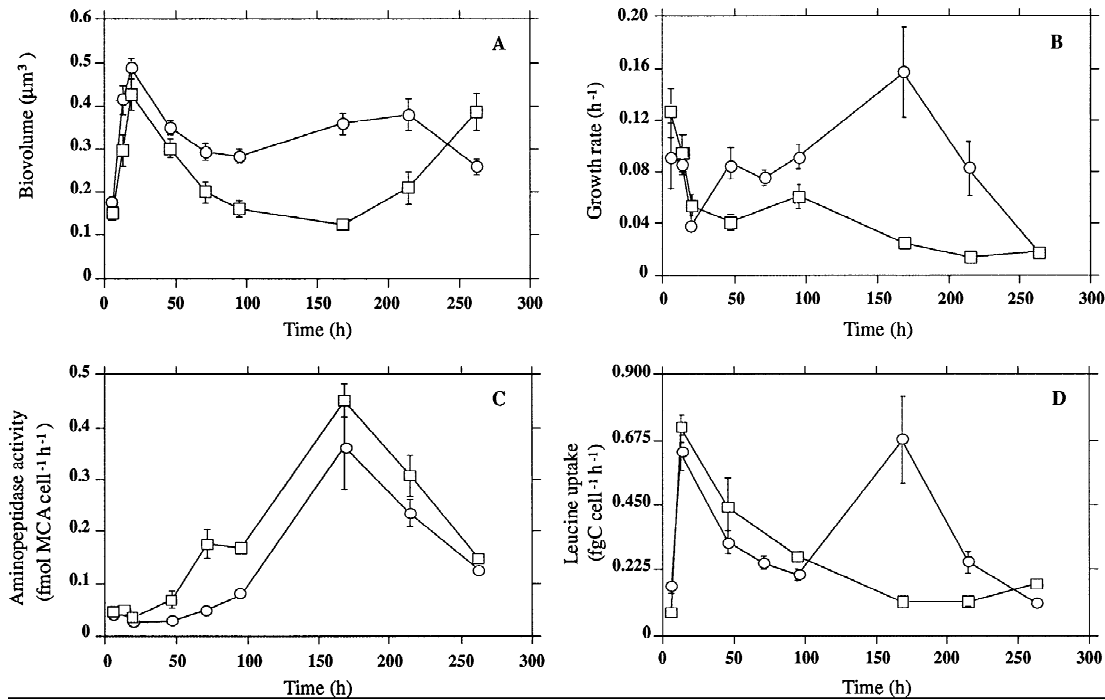 0.6
0.5
0.4
0.3
0.2
0.1
0
A
Biovolume (μm³)
0 50 100 150 200 250 300
Time (h)
0.20
0.16
0.12
0.08
0.04
0
B
Growth rate (h⁻¹)
0 50 100 150 200 250 300
Time (h)
0.5
0.4
0.3
0.2
0.1
0
C
Aminopeptidase activity
(fmol MCA cell⁻¹ h⁻¹)
0 50 100 150 200 250 300
Time (h)
0.900
0.675
0.450
0.225
0.000
D
Leucine uptake
(fgC cell⁻¹ h⁻¹)
0 50 100 150 200 250 300
Time (h)